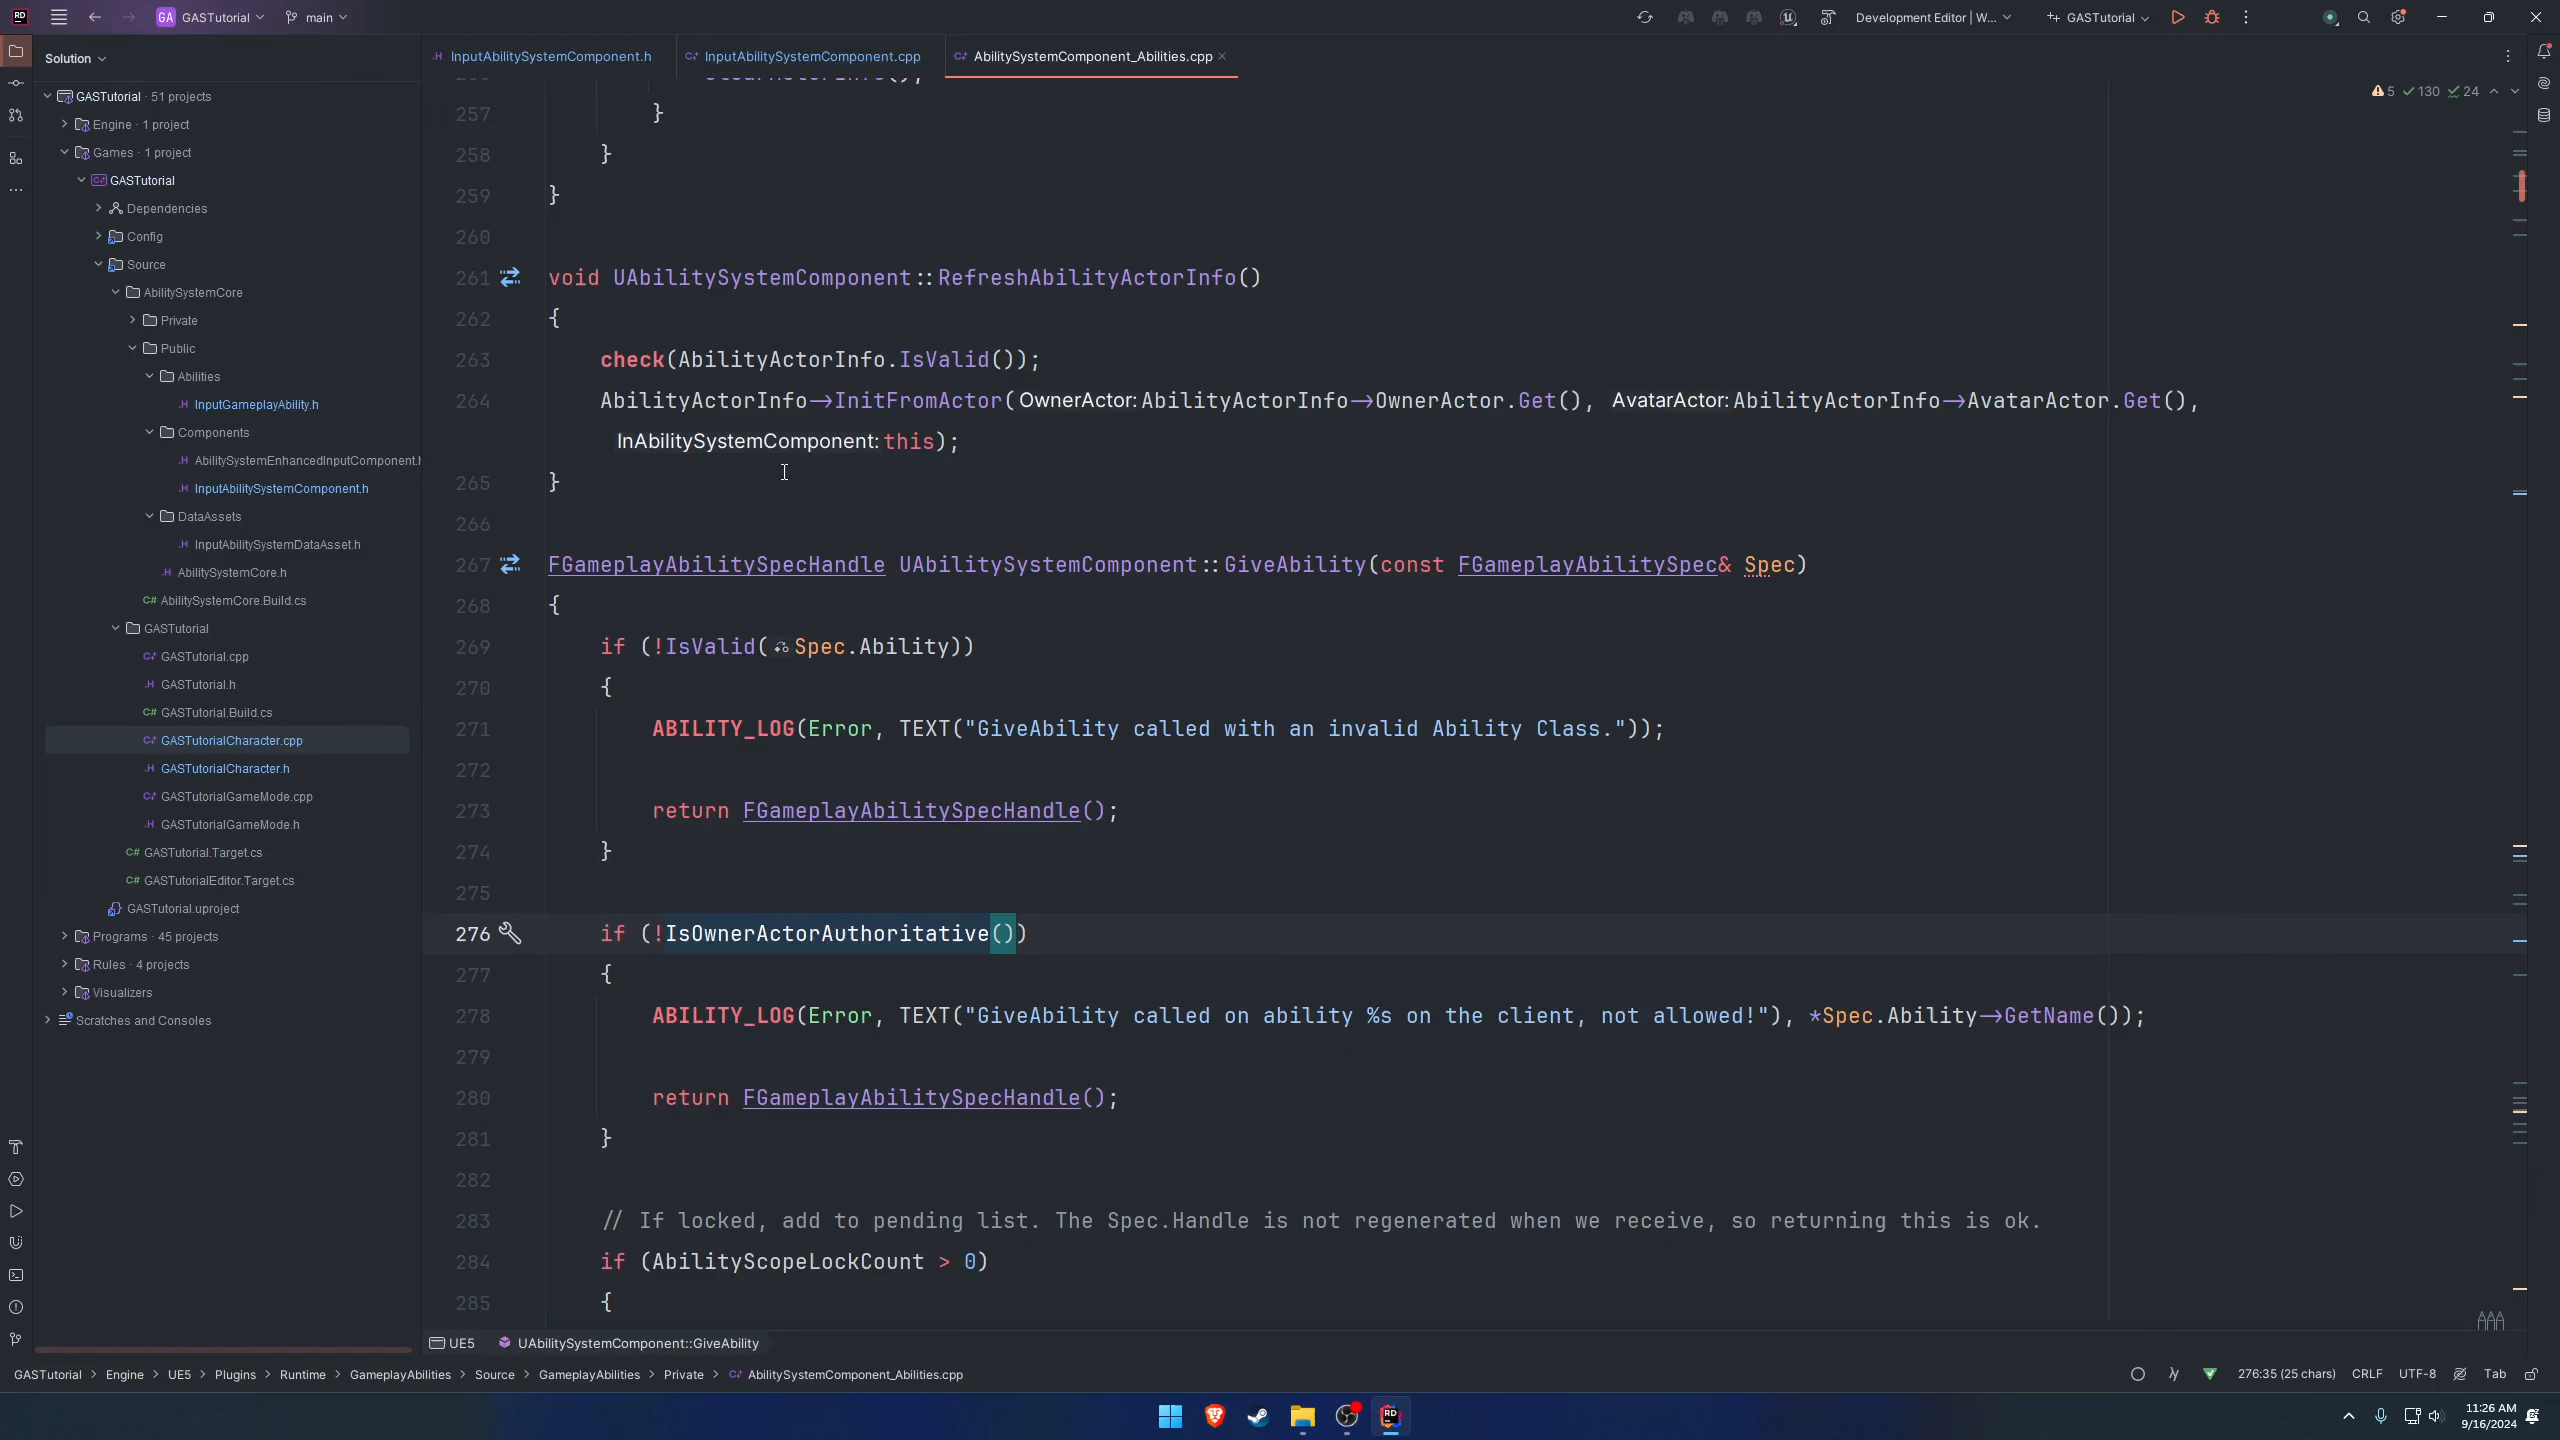 GA GASTutorial main Development Editor | W... GASTutorial
Solution
InputAbilitySystemComponent.h InputAbilitySystemComponent.cpp AbilitySystemComponent_Abilities.cpp
5 130 24
GASTutorial · 51 projects
Engine · 1 project
Games · 1 project
GASTutorial
Dependencies
Config
Source
AbilitySystemCore
Private
Public
Abilities
InputGameplayAbility.h
Components
AbilitySystemEnhancedInputComponent.h
InputAbilitySystemComponent.h
DataAssets
InputAbilitySystemDataAsset.h
AbilitySystemCore.h
AbilitySystemCore.Build.cs
GASTutorial
GASTutorial.cpp
GASTutorial.h
GASTutorial.Build.cs
GASTutorialCharacter.cpp
GASTutorialCharacter.h
GASTutorialGameMode.cpp
GASTutorialGameMode.h
GASTutorial.Target.cs
GASTutorialEditor.Target.cs
GASTutorial.uproject
Programs · 45 projects
Rules · 4 projects
Visualizers
Scratches and Consoles
257 }
258 }
259 }
260
261 void UAbilitySystemComponent::RefreshAbilityActorInfo()
262 {
263 check(AbilityActorInfo.IsValid());
264 AbilityActorInfo->InitFromActor(OwnerActor: AbilityActorInfo->OwnerActor.Get(), AvatarActor: AbilityActorInfo->AvatarActor.Get(),
InAbilitySystemComponent: this);
265 }
266
267 FGameplayAbilitySpecHandle UAbilitySystemComponent::GiveAbility(const FGameplayAbilitySpec& Spec)
268 {
269 if (!IsValid(Spec.Ability))
270 {
271 ABILITY_LOG(Error, TEXT("GiveAbility called with an invalid Ability Class."));
272
273 return FGameplayAbilitySpecHandle();
274 }
275
276 if (!IsOwnerActorAuthoritative())
277 {
278 ABILITY_LOG(Error, TEXT("GiveAbility called on ability %s on the client, not allowed!"), *Spec.Ability->GetName());
279
280 return FGameplayAbilitySpecHandle();
281 }
282
283 // If locked, add to pending list. The Spec.Handle is not regenerated when we receive, so returning this is ok.
284 if (AbilityScopeLockCount > 0)
285 {
UE5 UAbilitySystemComponent::GiveAbility
GASTutorial > Engine > UE5 > Plugins > Runtime > GameplayAbilities > Source > GameplayAbilities > Private > AbilitySystemComponent_Abilities.cpp 276:35 (25 chars) CRLF UTF-8 Tab
11:26 AM
9/16/2024